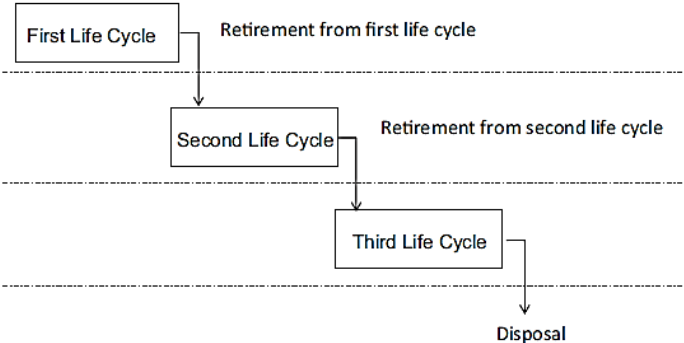 First Life Cycle
Retirement from first life cycle
Second Life Cycle
Retirement from second life cycle
Third Life Cycle
Disposal